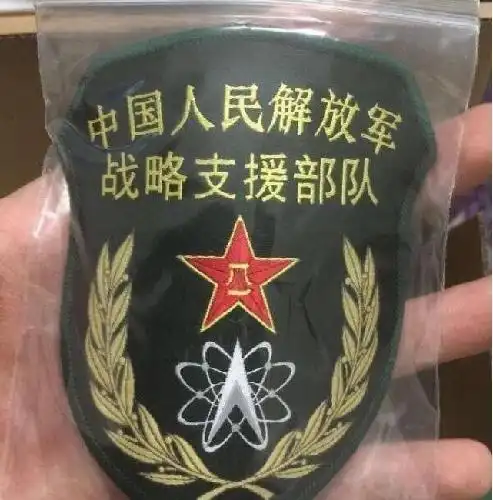 中国人民解放军
战略支援部队
八一